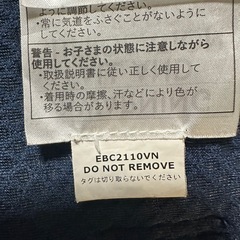 ように調節してください。
・常に気道をふさぐことがないように
してください。
警告 - お子さまの状態に注意しながら
使用してください。
・説明書に従い正しく使用してくださ
い。
・着用時の摩擦、汗などにより色が
移る場合があります。
EBC2110VN
DO NOT REMOVE
タグは切り取らないでください